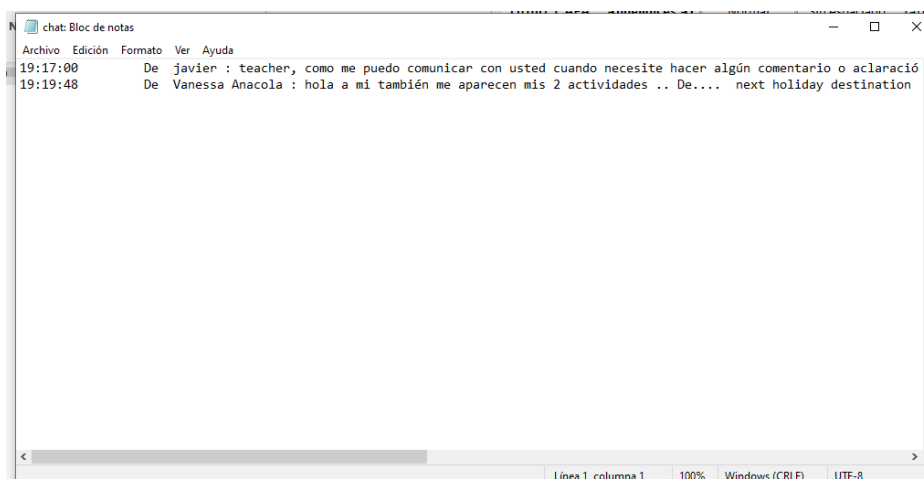 chat: Bloc de notas
Archivo Edición Formato Ver Ayuda
19:17:00 De javier : teacher, como me puedo comunicar con usted cuando necesite hacer algún comentario o aclaració
19:19:48 De Vanessa Anacola : hola a mi también me aparecen mis 2 actividades .. De.... next holiday destination
Línea 1, columna 1 100% Windows (CRLF) UTF-8